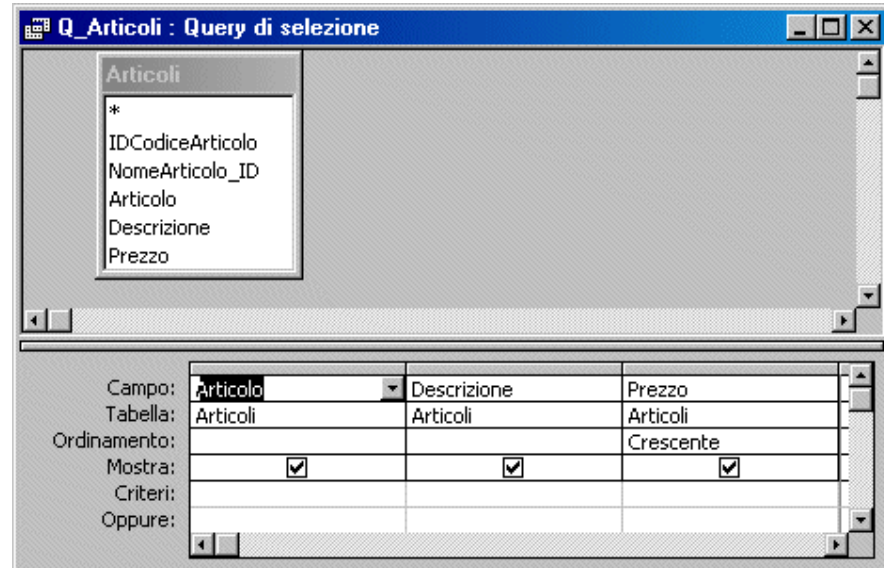 Q_Articoli : Query di selezione
Articoli
*
IDCodiceArticolo
NomeArticolo_ID
Articolo
Descrizione
Prezzo
Campo: Articolo Descrizione Prezzo
Tabella: Articoli Articoli Articoli
Ordinamento: Crescente
Mostra:
Criteri:
Oppure: